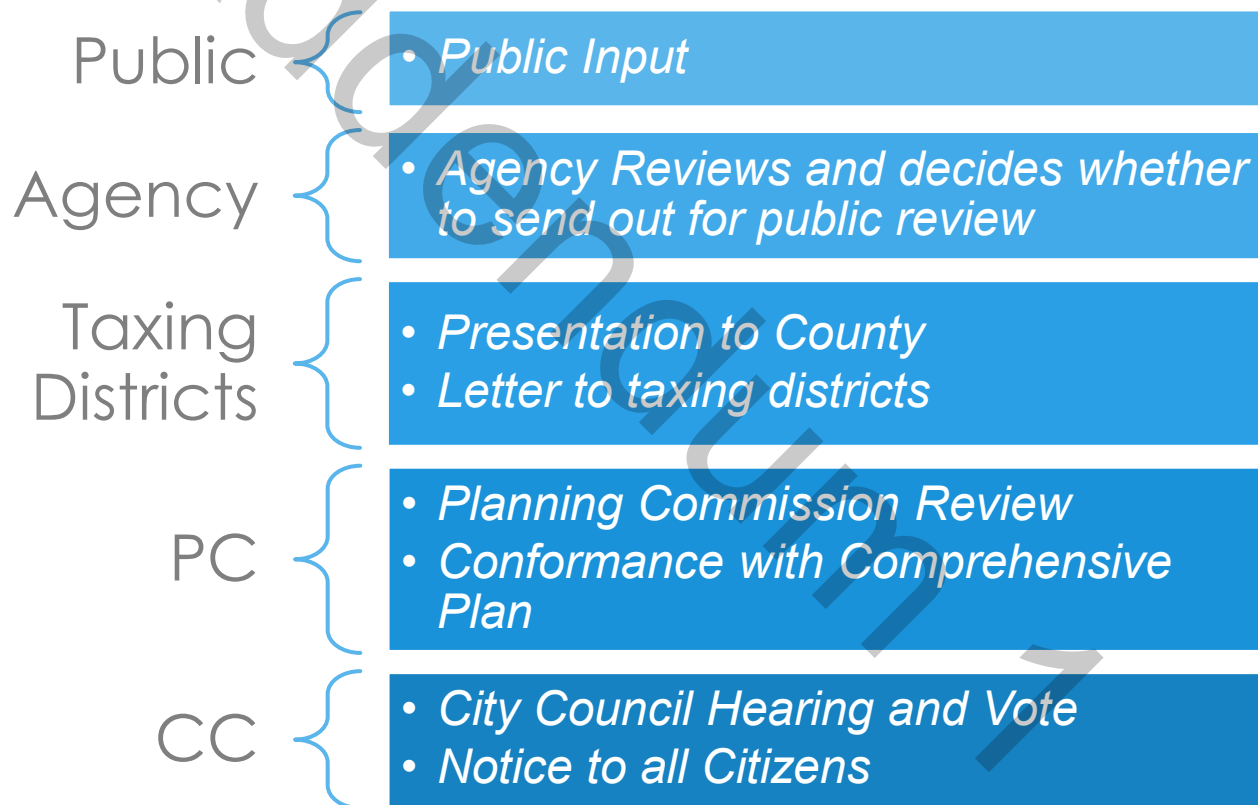 Public
• Public Input
Agency
• Agency Reviews and decides whether
to send out for public review
Taxing
Districts
• Presentation to County
• Letter to taxing districts
PC
• Planning Commission Review
• Conformance with Comprehensive
Plan
CC
• City Council Hearing and Vote
• Notice to all Citizens
ddendum 1